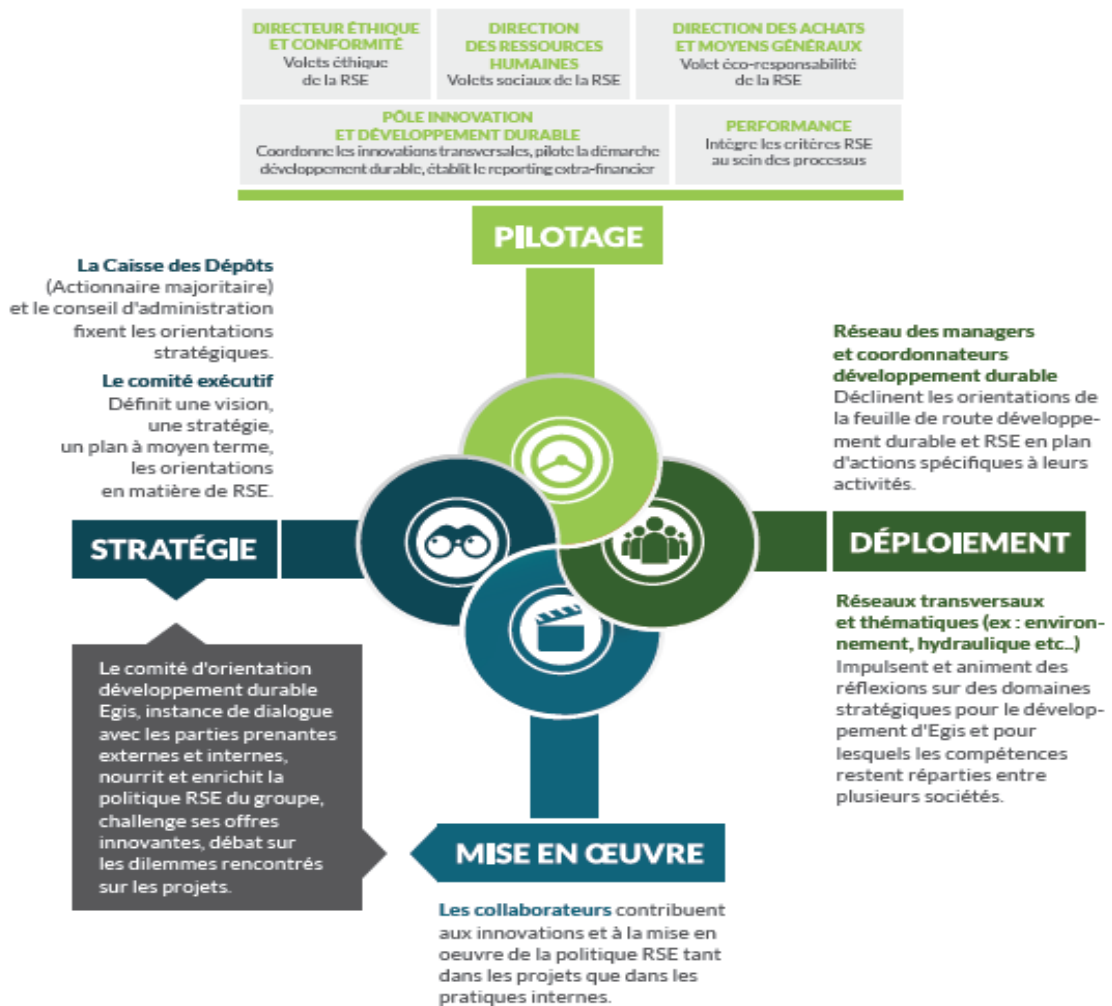 DIRECTEUR ÉTHIQUE
ET CONFORMITÉ
Volets éthique
de la RSE
DIRECTION
DES RESSOURCES
HUMAINES
Volets sociaux de la RSE
DIRECTION DES ACHATS
ET MOYENS GÉNÉRAUX
Volet éco-responsabilité
de la RSE
PÔLE INNOVATION
ET DÉVELOPPEMENT DURABLE
Coordonne les innovations transversales, pilote la démarche
développement durable, établit le reporting extra-financier
PERFORMANCE
Intègre les critères RSE
au sein des processus
PILOTAGE
La Caisse des Dépôts
(Actionnaire majoritaire)
et le conseil d'administration
fixent les orientations
stratégiques.
Le comité exécutif
Définit une vision,
une stratégie,
un plan à moyen terme,
les orientations
en matière de RSE.
STRATÉGIE
Réseau des managers
et coordonnateurs
développement durable
Déclinent les orientations de
la feuille de route développe-
ment durable et RSE en plan
d'actions spécifiques à leurs
activités.
DÉPLOIEMENT
Réseaux transversaux
et thématiques (ex : environ-
nement, hydraulique etc..)
Impulsent et animent des
réflexions sur des domaines
stratégiques pour le dévelop-
pement d'Egis et pour
lesquels les compétences
restent réparties entre
plusieurs sociétés.
Le comité d'orientation
développement durable
Egis, instance de dialogue
avec les parties prenantes
externes et internes,
nourrit et enrichit la
politique RSE du groupe,
challenge ses offres
innovantes, débat sur
les dilemmes rencontrés
sur les projets.
MISE EN ŒUVRE
Les collaborateurs contribuent
aux innovations et à la mise en
oeuvre de la politique RSE tant
dans les projets que dans les
pratiques internes.